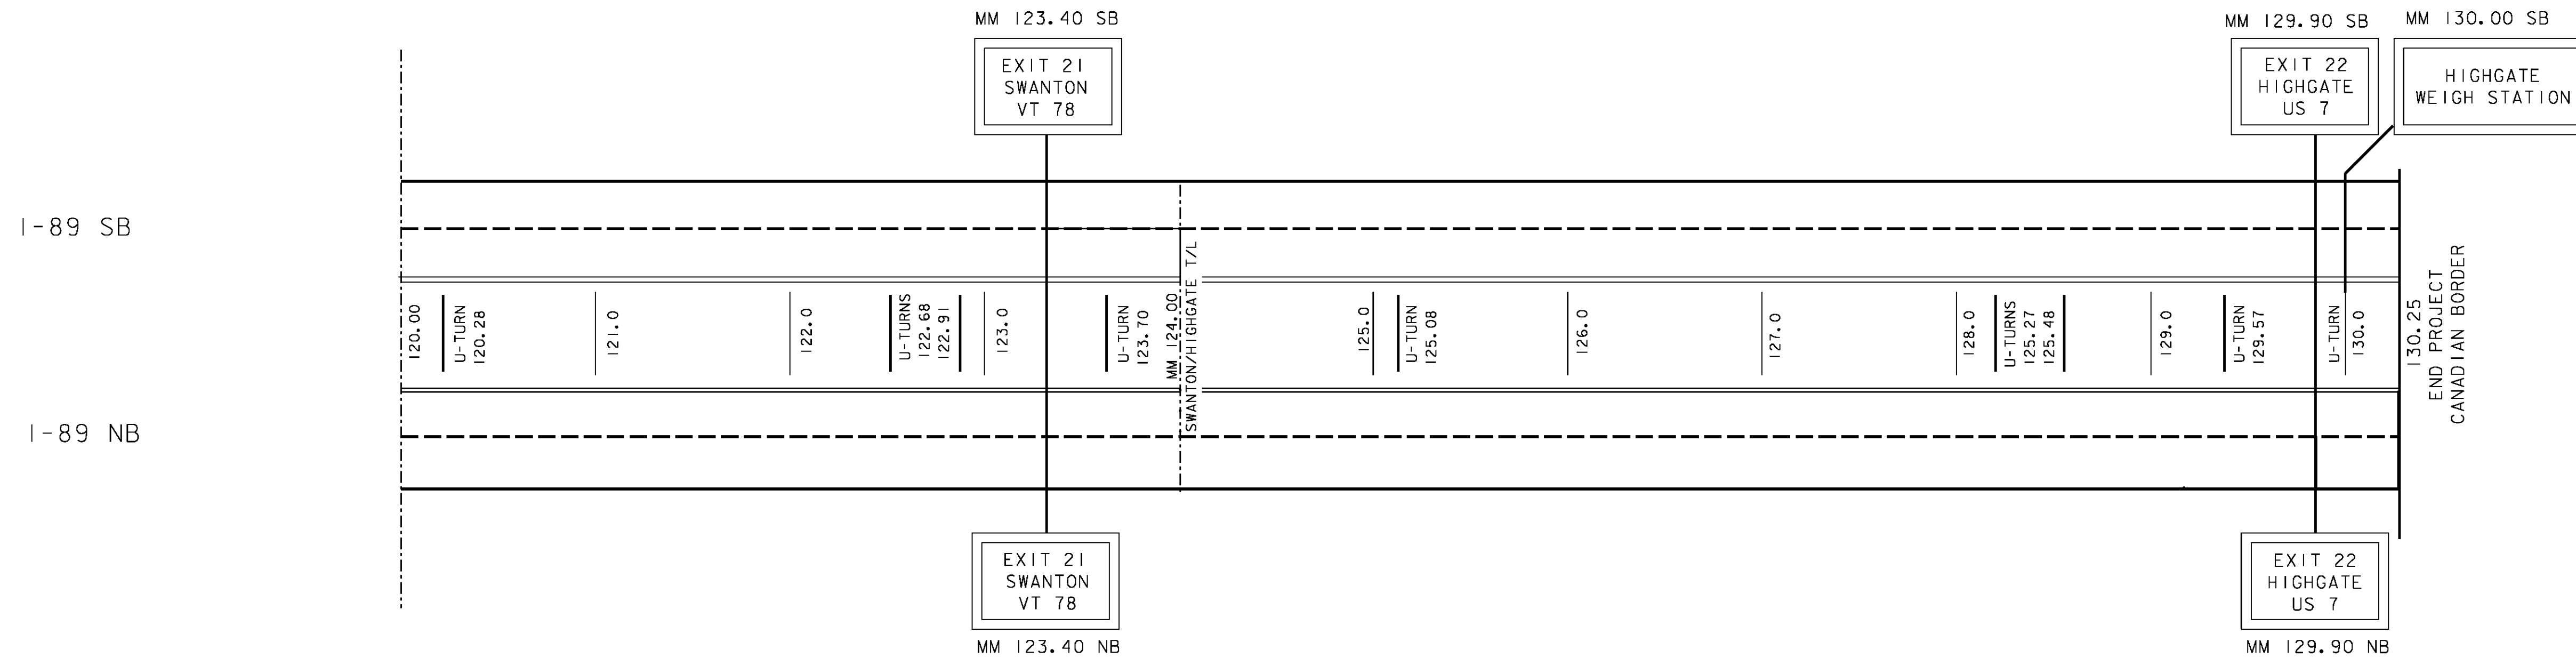 MM 123.40 SB
EXIT 21
SWANTON
VT 78
MM 129.90 SB
EXIT 22
HIGHGATE
US 7
MM 130.00 SB
HIGHGATE
WEIGH STATION
I-89 SB
120.00
U-TURN
120.28
121.0
122.0
U-TURNS
122.68
122.91
123.0
U-TURN
123.70
MM 124.00
SWANTON/HIGHGATE T/L
125.0
U-TURN
125.08
126.0
127.0
128.0
U-TURNS
125.27
125.48
129.0
U-TURN
129.57
U-TURN
130.0
130.25
END PROJECT
CANADIAN BORDER
I-89 NB
EXIT 21
SWANTON
VT 78
MM 123.40 NB
EXIT 22
HIGHGATE
US 7
MM 129.90 NB